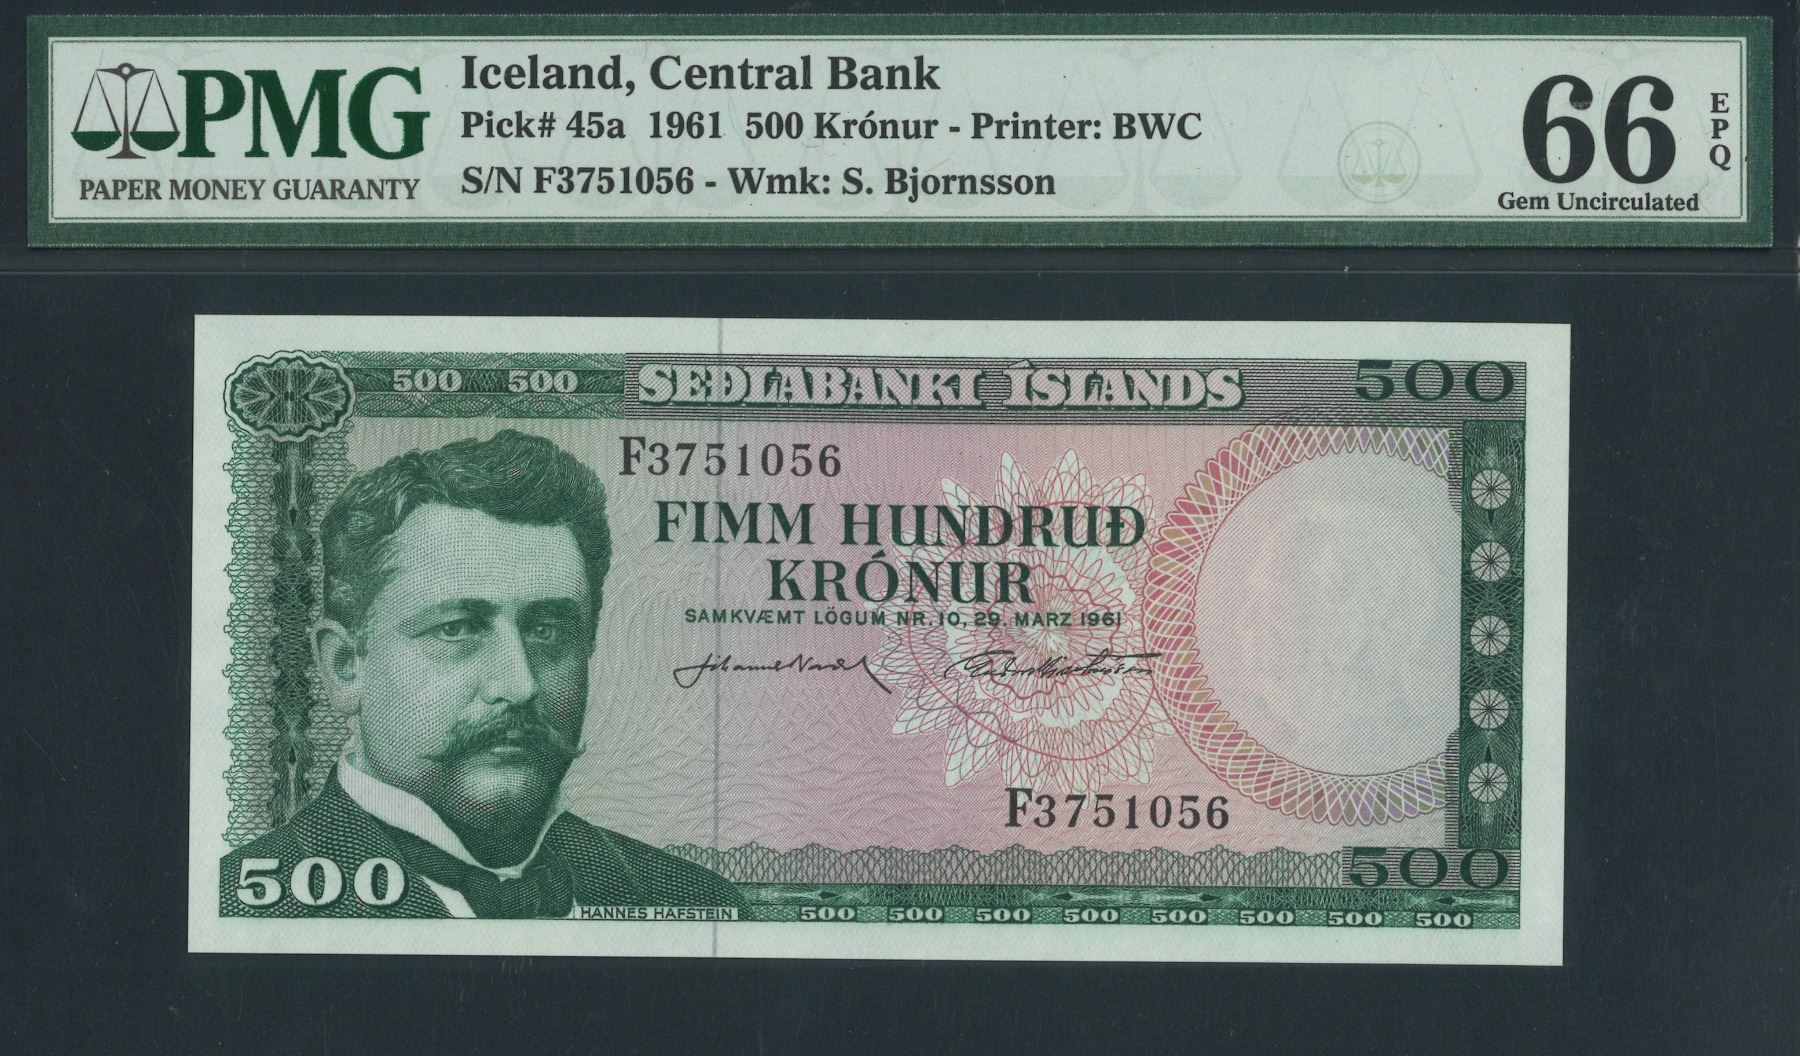 PMG
PAPER MONEY GUARANTY
Iceland, Central Bank
Pick# 45a 1961 500 Krónur - Printer: BWC
S/N F3751056 - Wmk: S. Bjornsson
66
EPQ
Gem Uncirculated
500 500
SEÐLABANKI ÍSLANDS
500
F3751056
FIMM HUNDRUÐ
KRÓNUR
SAMKVÆMT LÖGUM NR. 10, 29. MARZ 1961
F3751056
500
500
HANNES HAFSTEIN
500 500 500 500 500 500 500 500